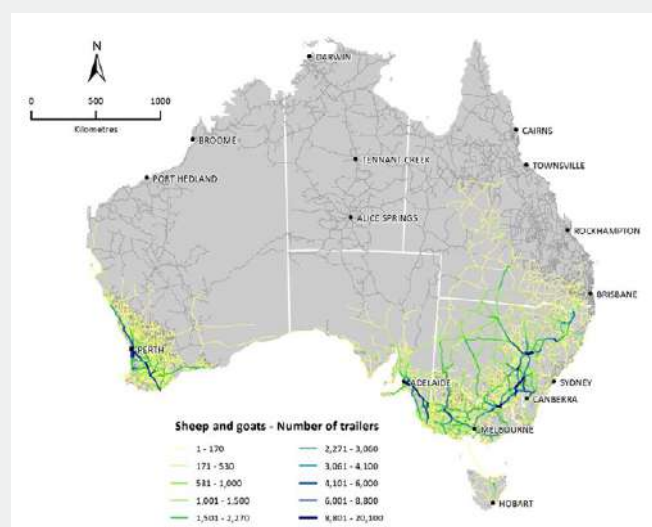 N
DARWIN
0 500 1000
Kilometres
CAIRNS
BROOME
TENNANT CREEK
TOWNSVILLE
PORT HEDLAND
ALICE SPRINGS
ROCKHAMPTON
BRISBANE
PERTH
ADELAIDE
SYDNEY
CANBERRA
MELBOURNE
Sheep and goats - Number of trailers
1 - 170
171 - 530
531 - 1,000
1,001 - 1,500
1,501 - 2,270
2,271 - 3,060
3,061 - 4,100
4,101 - 6,000
6,001 - 8,800
8,801 - 20,100
HOBART